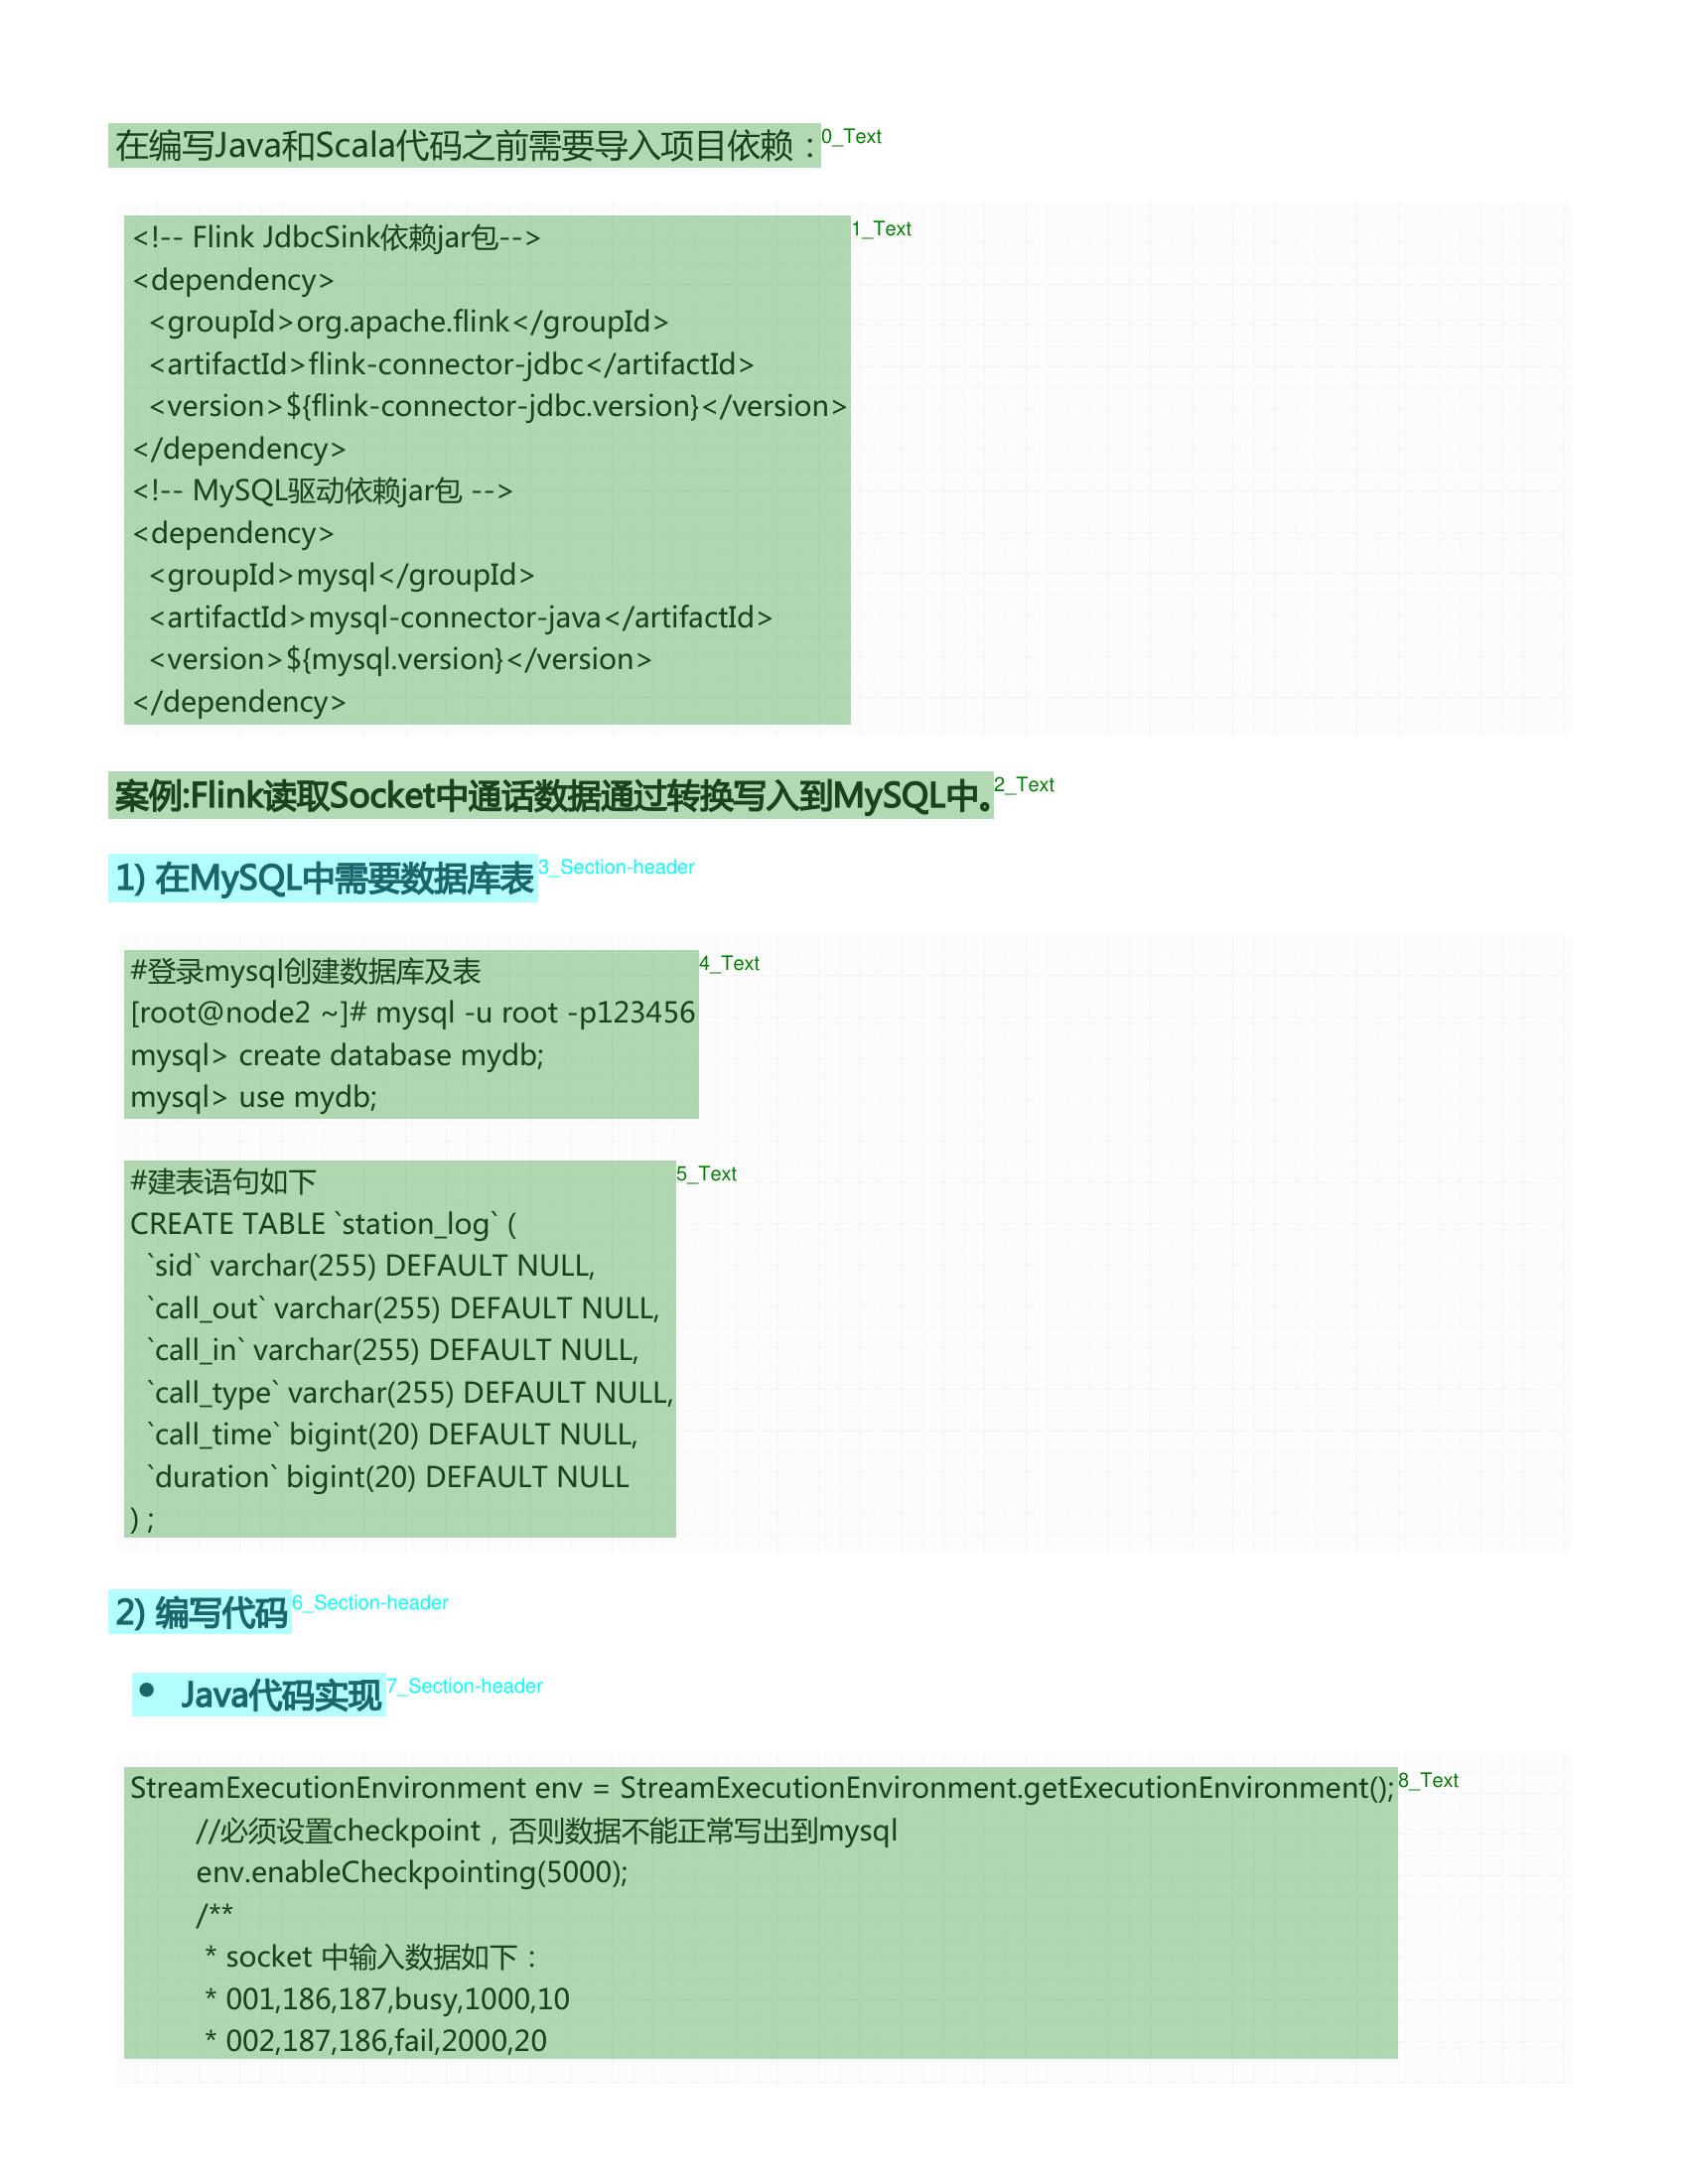 在编写Java和Scala代码之前需要导入项目依赖：
0_Text
<!-- Flink JdbcSink依赖jar包-->
1_Text
<dependency>
  <groupId>org.apache.flink</groupId>
  <artifactId>flink-connector-jdbc</artifactId>
  <version>${flink-connector-jdbc.version}</version>
</dependency>
<!-- MySQL驱动依赖jar包 -->
<dependency>
  <groupId>mysql</groupId>
  <artifactId>mysql-connector-java</artifactId>
  <version>${mysql.version}</version>
</dependency>
案例:Flink读取Socket中通话数据通过转换写入到MySQL中。
2_Text
1) 在MySQL中需要数据库表
3_Section-header
#登录mysql创建数据库及表
4_Text
[root@node2 ~]# mysql -u root -p123456
mysql> create database mydb;
mysql> use mydb;
#建表语句如下
5_Text
CREATE TABLE `station_log` (
  `sid` varchar(255) DEFAULT NULL,
  `call_out` varchar(255) DEFAULT NULL,
  `call_in` varchar(255) DEFAULT NULL,
  `call_type` varchar(255) DEFAULT NULL,
  `call_time` bigint(20) DEFAULT NULL,
  `duration` bigint(20) DEFAULT NULL
) ;
2) 编写代码
6_Section-header
• Java代码实现
7_Section-header
StreamExecutionEnvironment env = StreamExecutionEnvironment.getExecutionEnvironment();
8_Text
        //必须设置checkpoint，否则数据不能正常写出到mysql
        env.enableCheckpointing(5000);
        /**
         * socket 中输入数据如下：
         * 001,186,187,busy,1000,10
         * 002,187,186,fail,2000,20